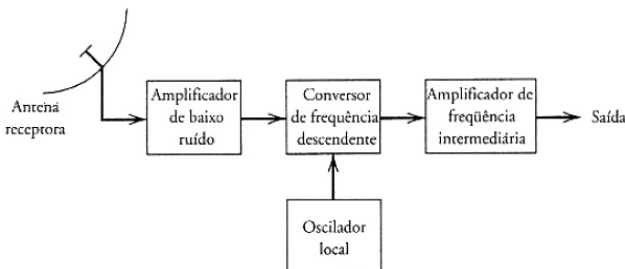 Antena
receptora
Amplificador
de baixo
ruído
Conversor
de frequência
descendente
Amplificador de
freqüência
intermediária
Saída
Oscilador
local